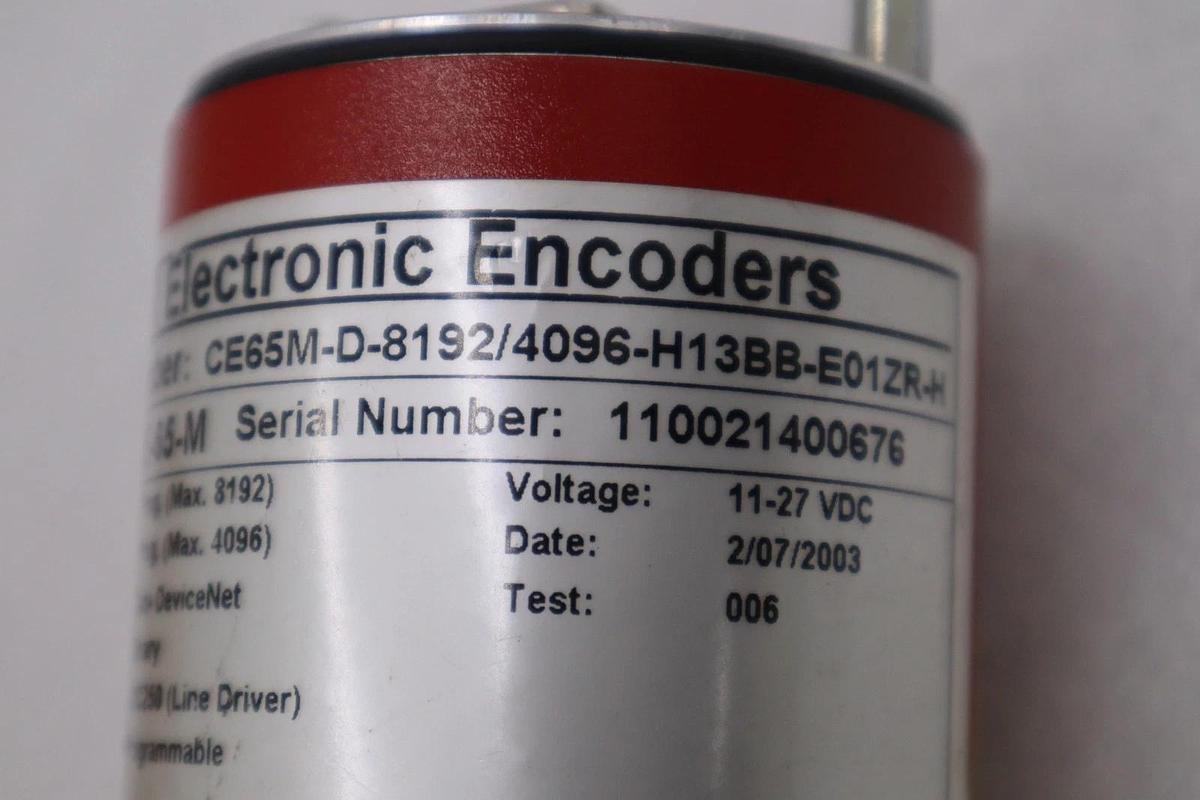 Electronic Encoders
CE65M-D-8192/4096-H13BB-E01ZR-H
-65-M Serial Number: 110021400676
(Max. 8192) Voltage: 11-27 VDC
(Max. 4096) Date: 2/07/2003
DeviceNet Test: 006
(Line Driver)